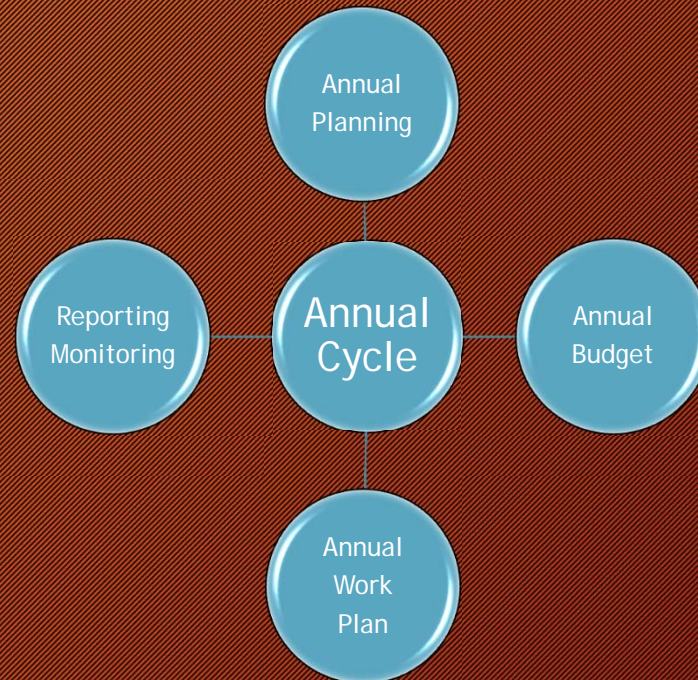 Annual
Planning
Reporting
Monitoring
Annual
Cycle
Annual
Budget
Annual
Work
Plan